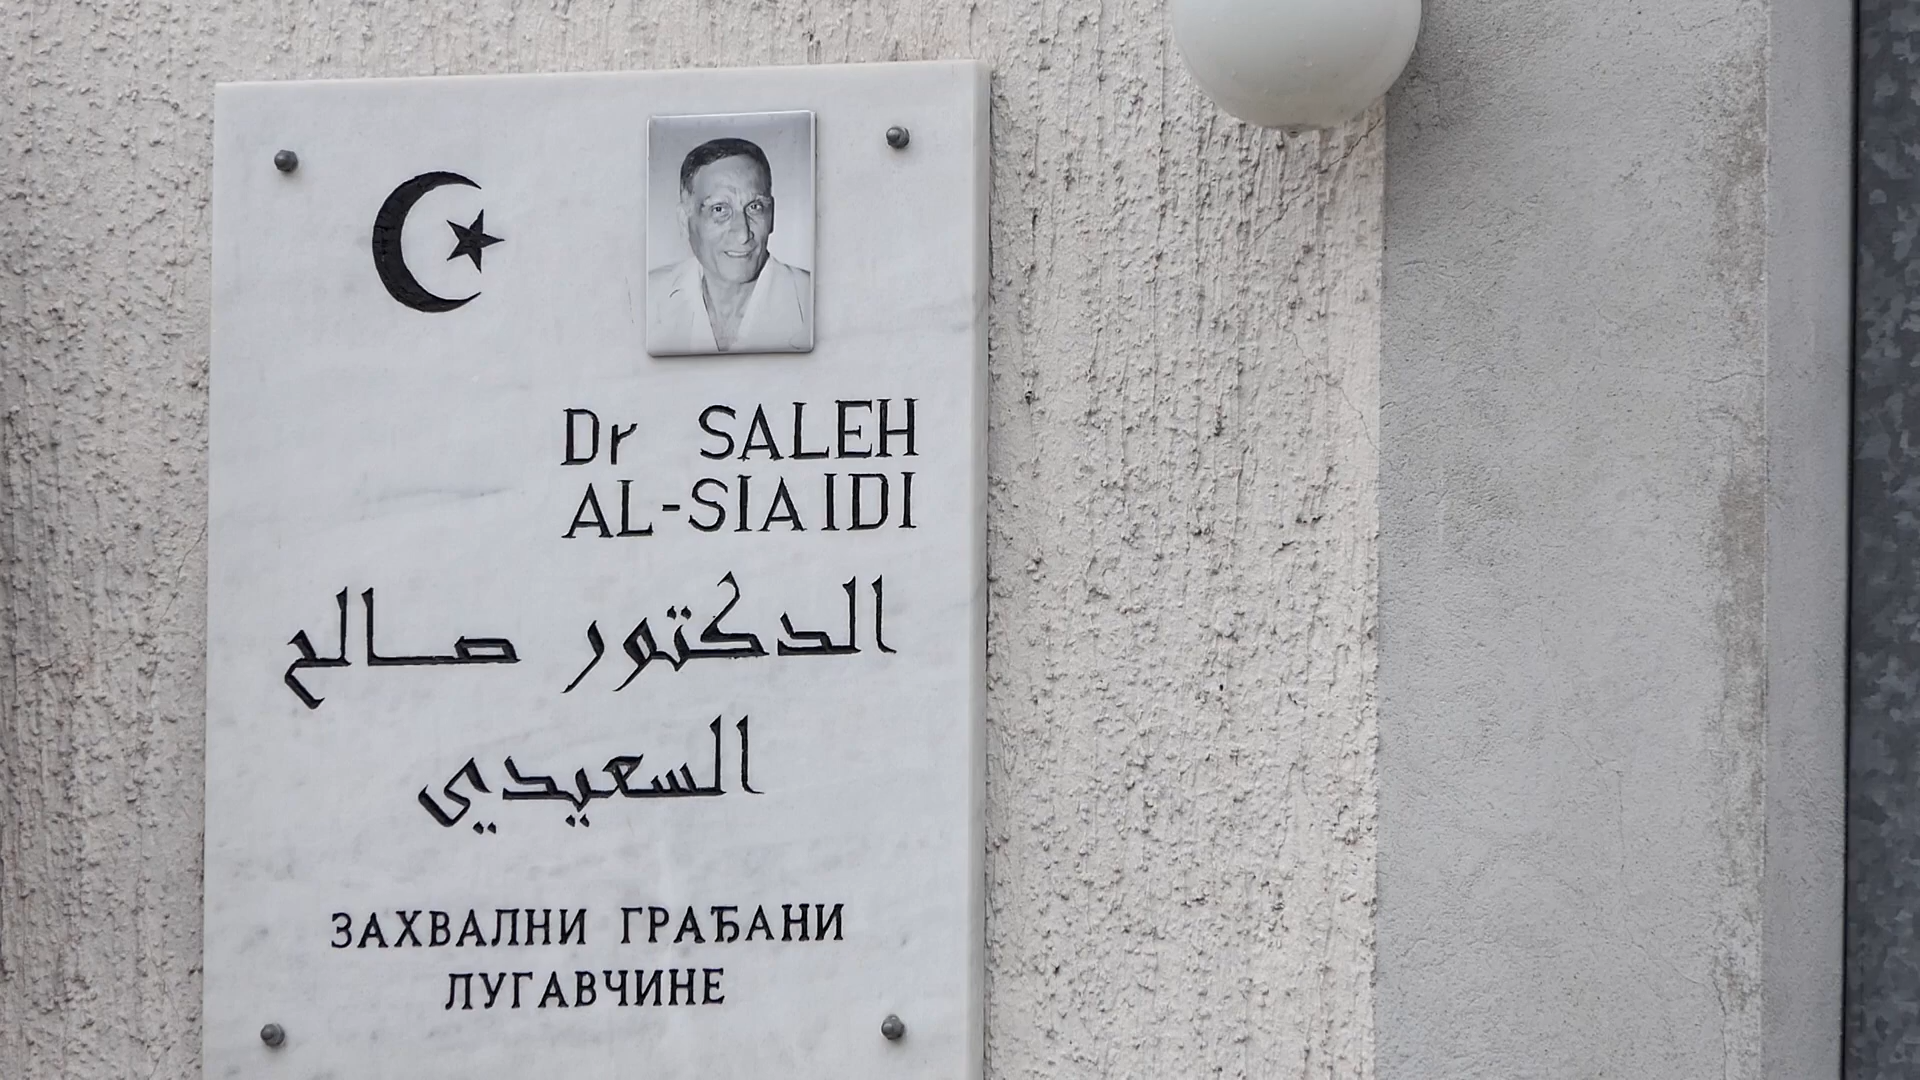 Dr SALEH
AL-SIAIDI
الدكتور صالح
السعيدي
ЗАХВАЛНИ ГРАЂАНИ
ЛУГАВЧИНЕ